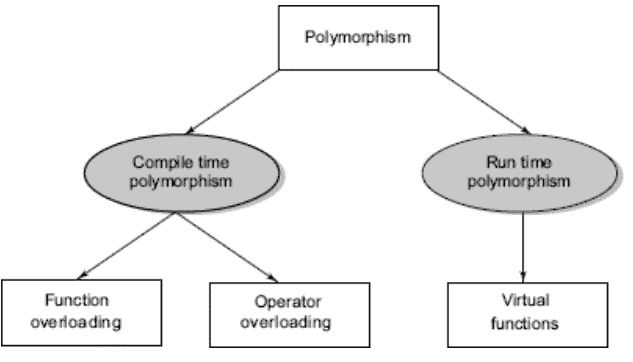 Polymorphism
Compile time
polymorphism
Run time
polymorphism
Function
overloading
Operator
overloading
Virtual
functions